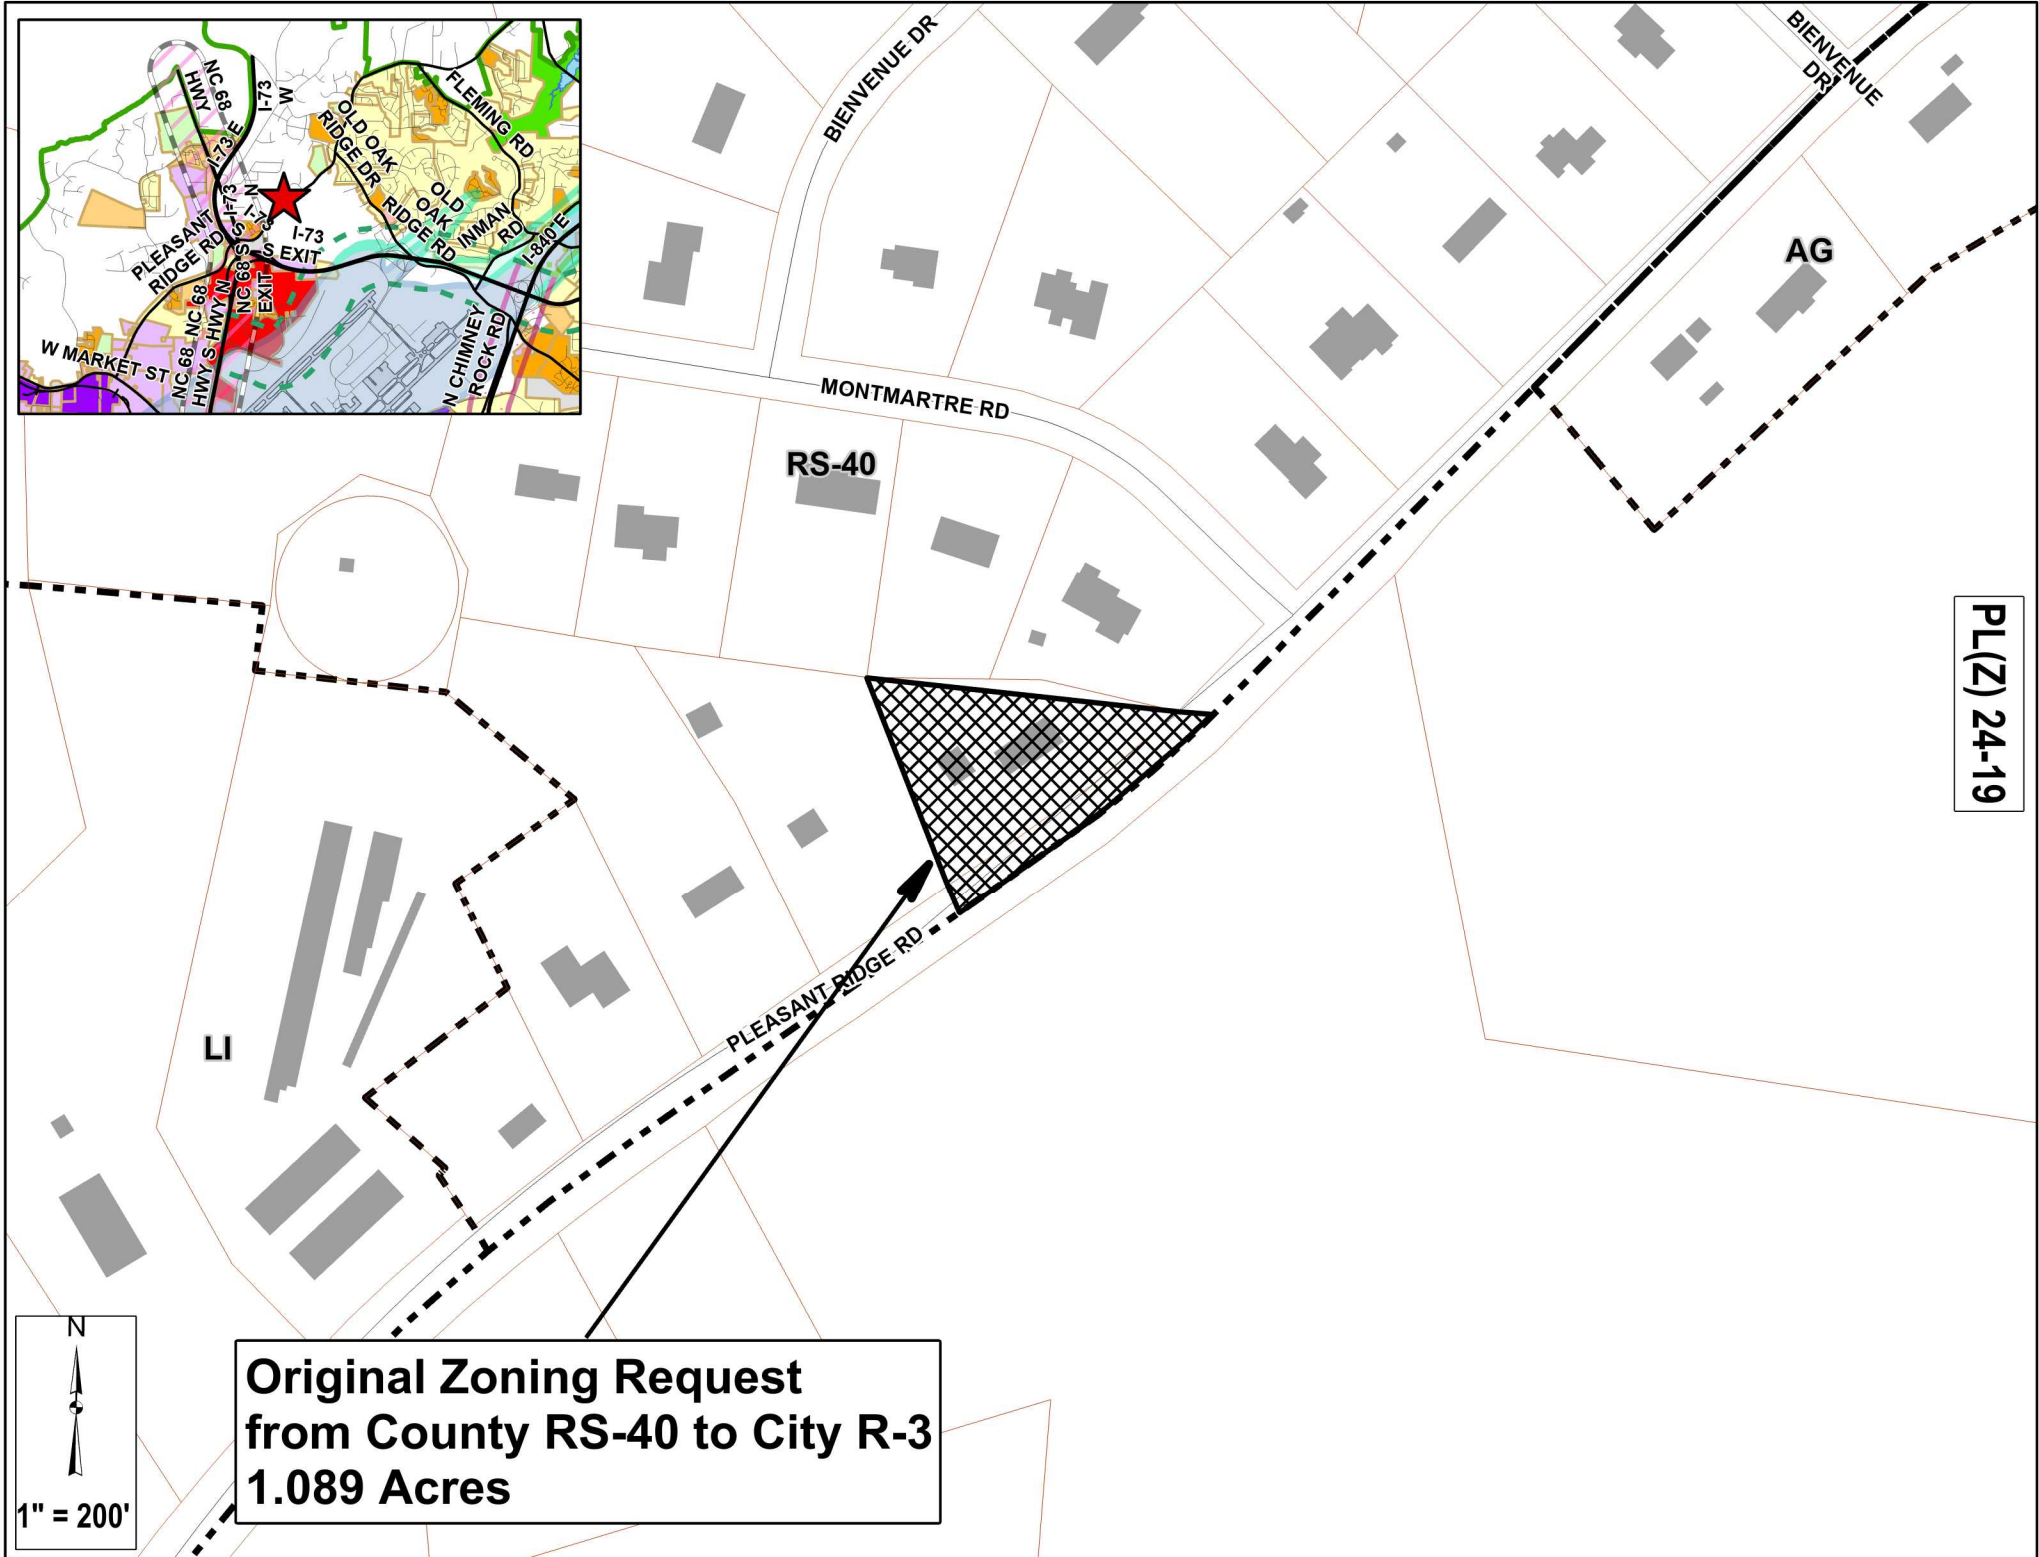 NC 68
HWY
I-73
W
I-73 E
FLEMING RD
OLD OAK
RIDGE DR
OLD
OAK
RIDGE RD
INMAN
RD
I-840 E
I-73
N
I-73
S
I-73
S EXIT
PLEASANT
RIDGE RD
NC 68 S
EXIT
NC 68
HWY S
NC 68
HWY N
W MARKET ST
N CHIMNEY
ROCK RD
BIENVENUE DR
BIENVENUE
DR
AG
MONTMARTRE RD
RS-40
PL(Z) 24-19
PLEASANT RIDGE RD
LI
N
1" = 200'
Original Zoning Request
from County RS-40 to City R-3
1.089 Acres